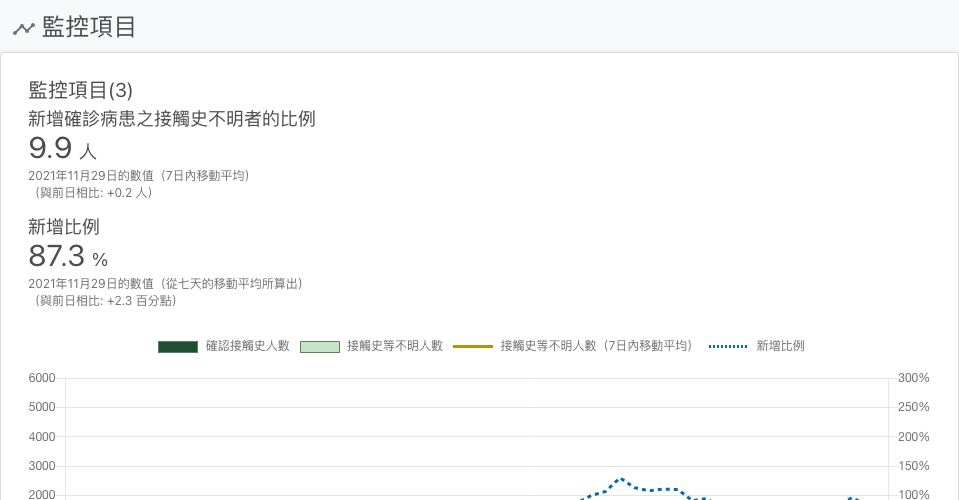 監控項目
監控項目(3)
新增確診病患之接觸史不明者的比例
9.9 人
2021年11月29日的數值（7日內移動平均）
（與前日相比: +0.2 人）
新增比例
87.3 %
2021年11月29日的數值（從七天的移動平均所算出）
（與前日相比: +2.3 百分點）
確認接觸史人數 接觸史等不明人數 接觸史等不明人數（7日內移動平均） 新增比例
6000 300%
5000 250%
4000 200%
3000 150%
2000 100%